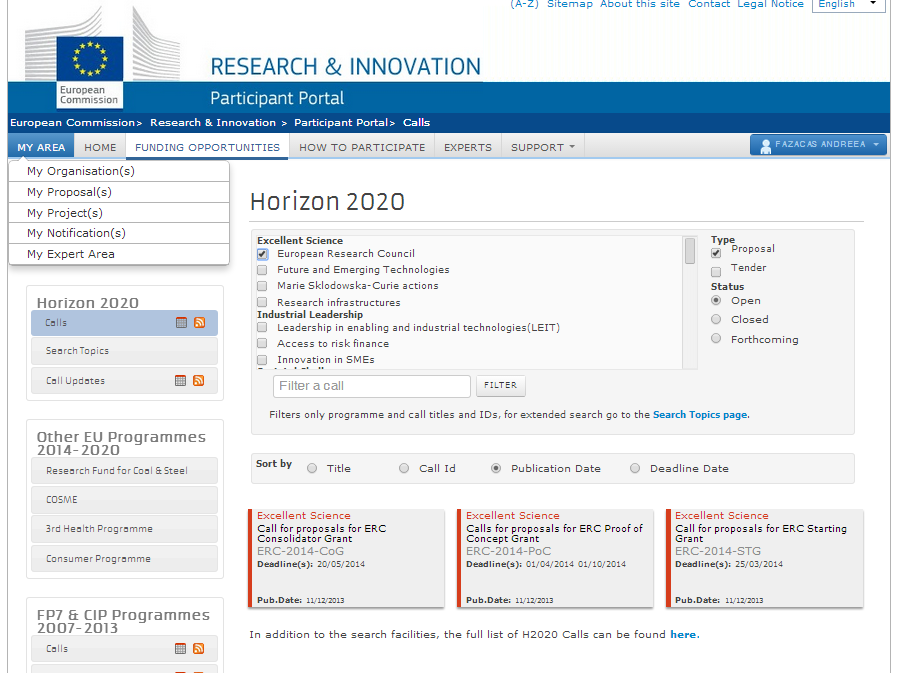 (A-Z) Sitemap About this site Contact Legal Notice English
European
Commission
RESEARCH & INNOVATION
Participant Portal
European Commission> Research & Innovation > Participant Portal> Calls
MY AREA HOME FUNDING OPPORTUNITIES HOW TO PARTICIPATE EXPERTS SUPPORT FAZACAS ANDREEA
My Organisation(s)
My Proposal(s)
My Project(s)
My Notification(s)
My Expert Area
Horizon 2020
Calls
Search Topics
Call Updates
Other EU Programmes
2014-2020
Research Fund for Coal & Steel
COSME
3rd Health Programme
Consumer Programme
FP7 & CIP Programmes
2007-2013
Calls
Horizon 2020
Excellent Science
European Research Council
Future and Emerging Technologies
Marie Sklodowska-Curie actions
Research infrastructures
Industrial Leadership
Leadership in enabling and industrial technologies(LEIT)
Access to risk finance
Innovation in SMEs
Type
Proposal
Tender
Status
Open
Closed
Forthcoming
Filter a call FILTER
Filters only programme and call titles and IDs, for extended search go to the Search Topics page.
Sort by Title Call Id Publication Date Deadline Date
Excellent Science
Call for proposals for ERC
Consolidator Grant
ERC-2014-CoG
Deadline(s): 20/05/2014
Pub.Date: 11/12/2013
Excellent Science
Calls for proposals for ERC Proof of
Concept Grant
ERC-2014-PoC
Deadline(s): 01/04/2014 01/10/2014
Pub.Date: 11/12/2013
Excellent Science
Call for proposals for ERC Starting
Grant
ERC-2014-STG
Deadline(s): 25/03/2014
Pub.Date: 11/12/2013
In addition to the search facilities, the full list of H2020 Calls can be found here.